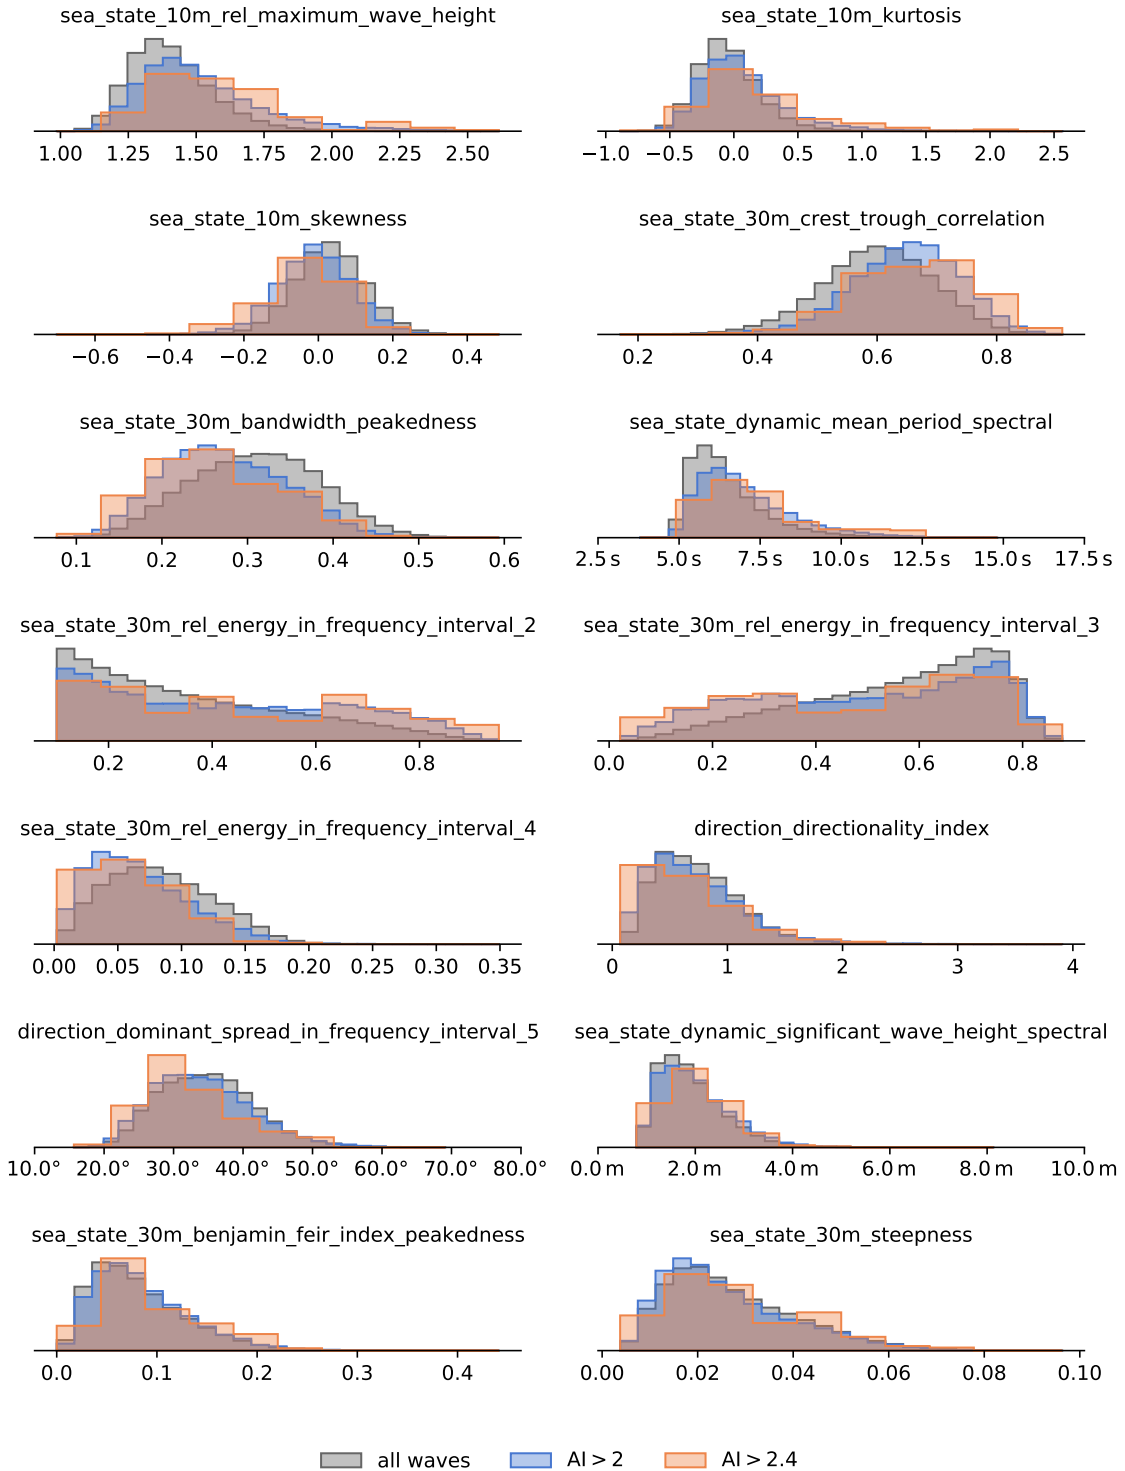 sea_state_10m_rel_maximum_wave_height
1.00 1.25 1.50 1.75 2.00 2.25 2.50
sea_state_10m_kurtosis
−1.0 −0.5 0.0 0.5 1.0 1.5 2.0 2.5
sea_state_10m_skewness
−0.6 −0.4 −0.2 0.0 0.2 0.4
sea_state_30m_crest_trough_correlation
0.2 0.4 0.6 0.8
sea_state_30m_bandwidth_peakedness
0.1 0.2 0.3 0.4 0.5 0.6
sea_state_dynamic_mean_period_spectral
2.5 s 5.0 s 7.5 s 10.0 s 12.5 s 15.0 s 17.5 s
sea_state_30m_rel_energy_in_frequency_interval_2
0.2 0.4 0.6 0.8
sea_state_30m_rel_energy_in_frequency_interval_3
0.0 0.2 0.4 0.6 0.8
sea_state_30m_rel_energy_in_frequency_interval_4
0.00 0.05 0.10 0.15 0.20 0.25 0.30 0.35
direction_directionality_index
0 1 2 3 4
direction_dominant_spread_in_frequency_interval_5
10.0° 20.0° 30.0° 40.0° 50.0° 60.0° 70.0° 80.0°
sea_state_dynamic_significant_wave_height_spectral
0.0 m 2.0 m 4.0 m 6.0 m 8.0 m 10.0 m
sea_state_30m_benjamin_feir_index_peakedness
0.0 0.1 0.2 0.3 0.4
sea_state_30m_steepness
0.00 0.02 0.04 0.06 0.08 0.10
all waves AI > 2 AI > 2.4